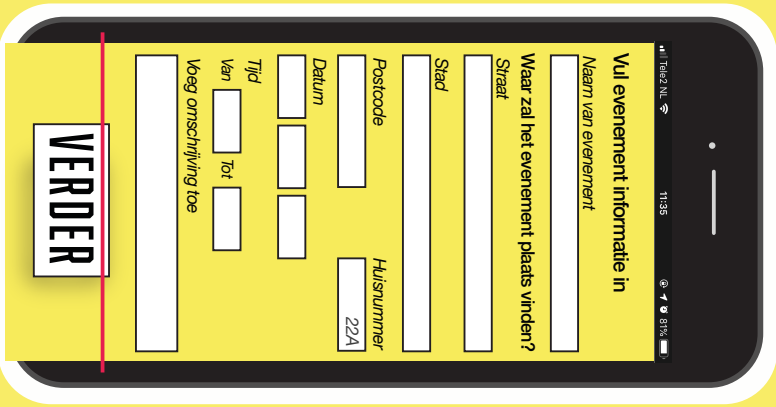 Tele2 NL 11:35 81%
Vul evenement informatie in
Naam van evenement
Waar zal het evenement plaats vinden?
Straat
Stad
Postcode Huisnummer
22A
Datum
Tijd
Van Tot
Voeg omschrijving toe
VERDER